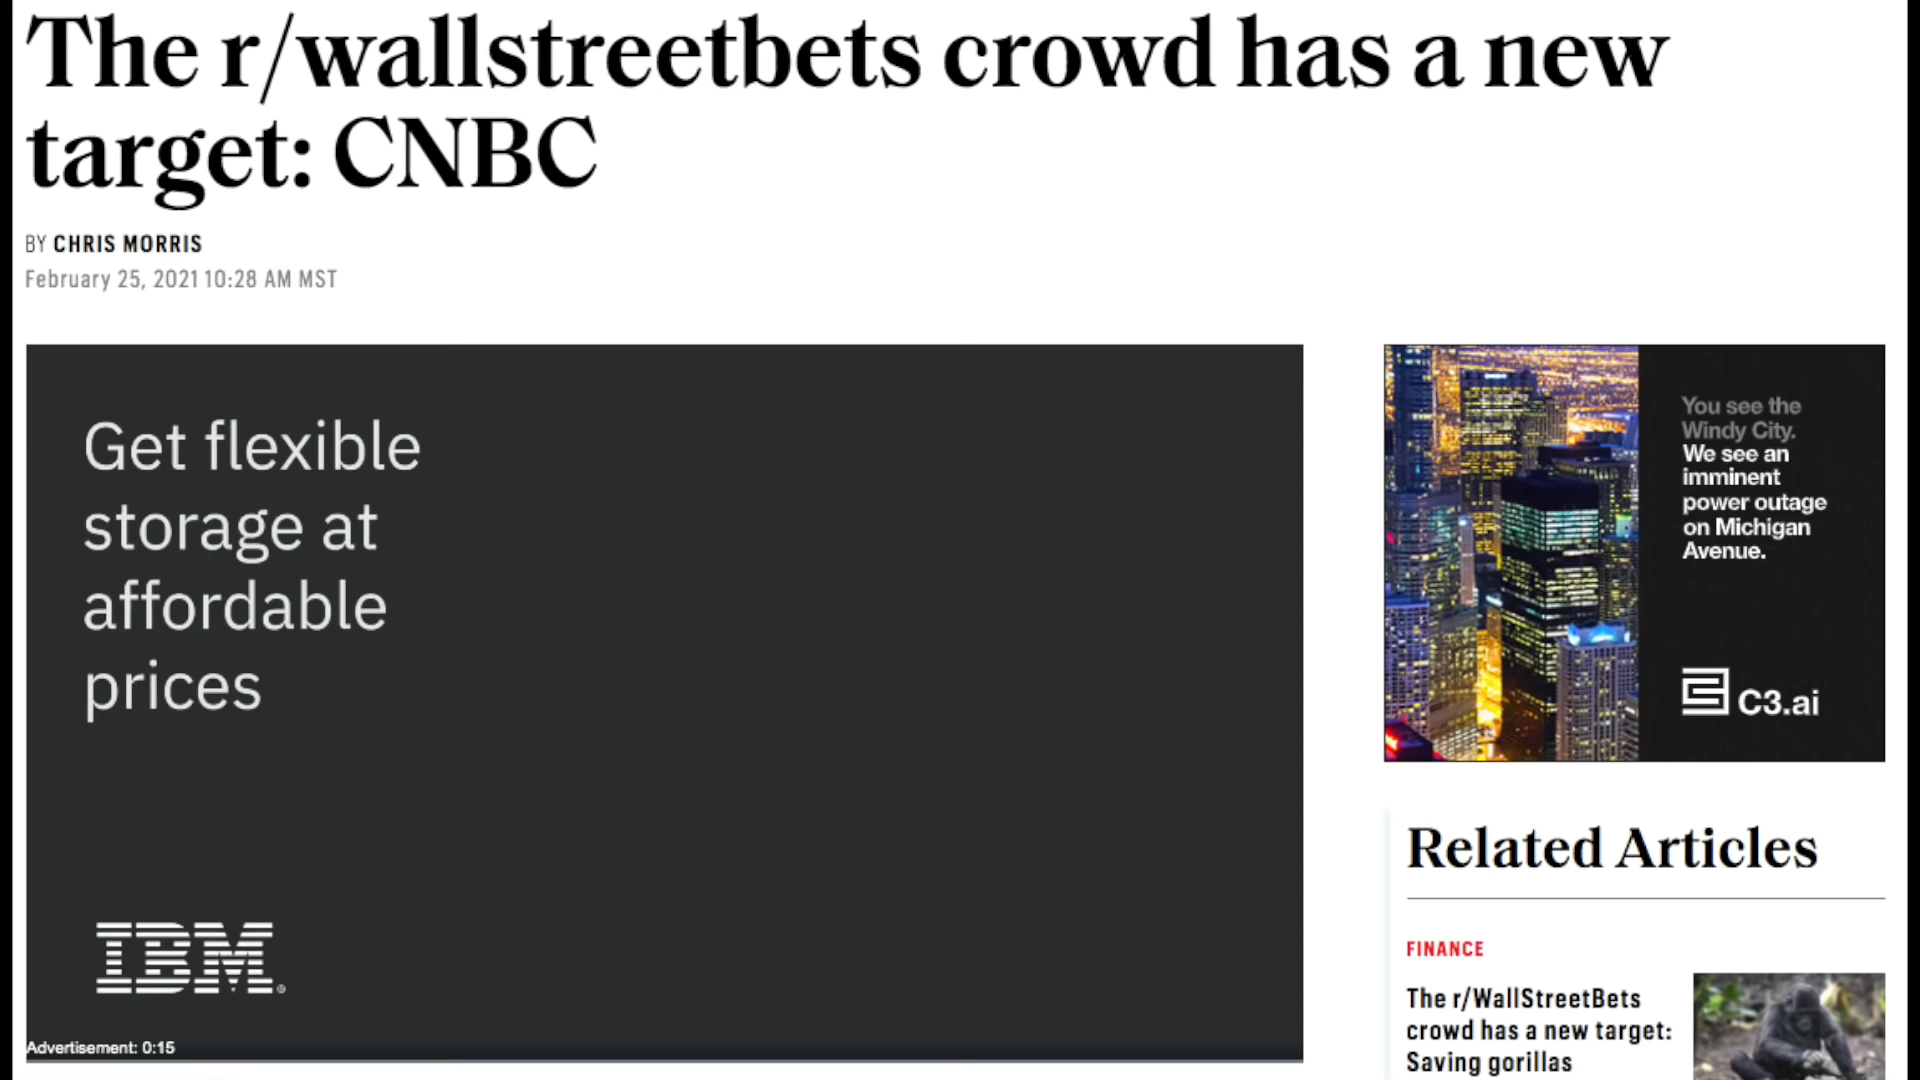 The r/wallstreetbets crowd has a new
target: CNBC
BY CHRIS MORRIS
February 25, 2021 10:28 AM MST
Get flexible
storage at
affordable
prices
IBM®
Advertisement: 0:15
You see the
Windy City.
We see an
imminent
power outage
on Michigan
Avenue.
C3.ai
Related Articles
FINANCE
The r/WallStreetBets
crowd has a new target:
Saving gorillas